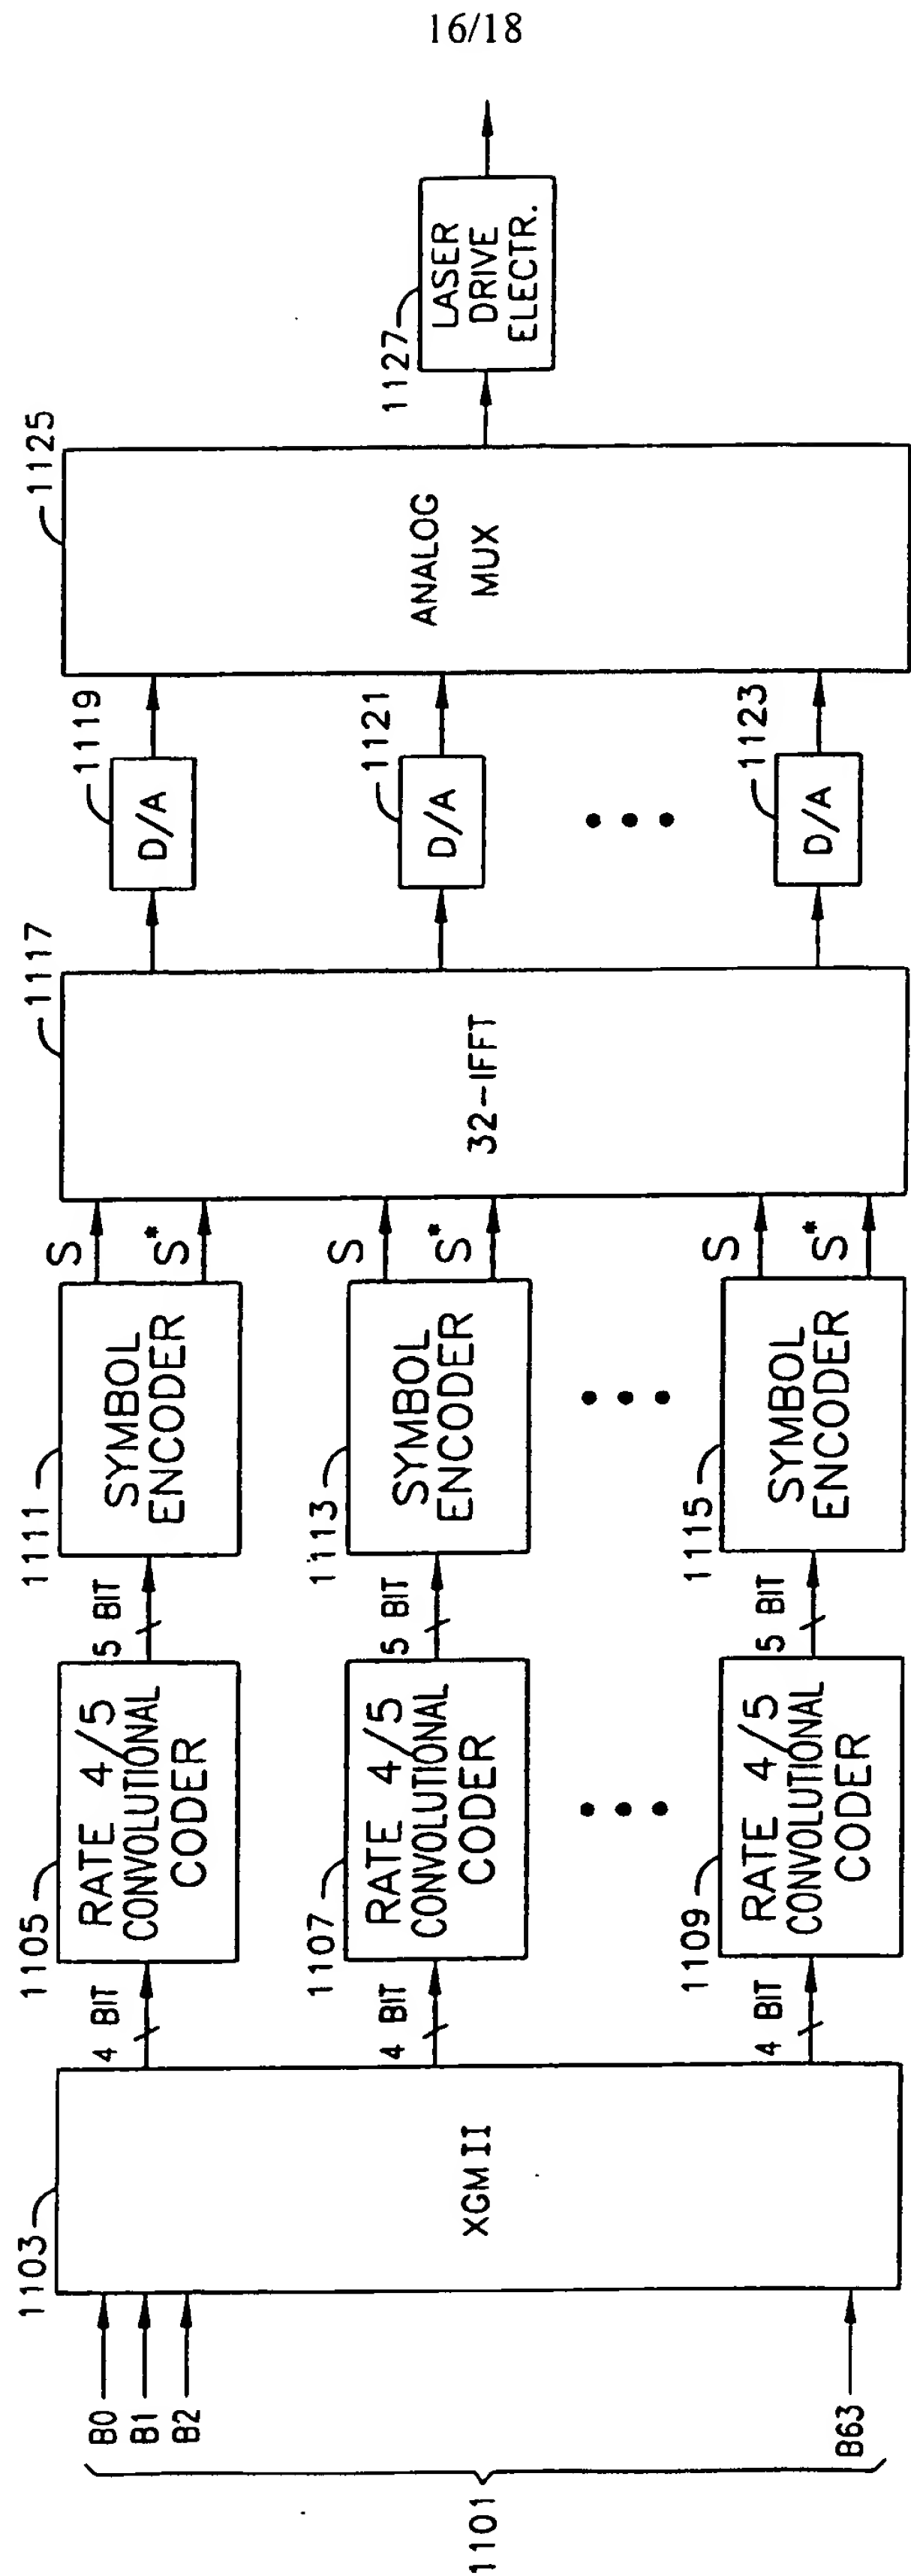 16/18
1101
B0
B1
B2
B63
1103
XGMII
4 BIT
4 BIT
4 BIT
1105
RATE 4/5
CONVOLUTIONAL
CODER
1107
RATE 4/5
CONVOLUTIONAL
CODER
1109
RATE 4/5
CONVOLUTIONAL
CODER
5 BIT
5 BIT
5 BIT
1111
SYMBOL
ENCODER
1113
SYMBOL
ENCODER
1115
SYMBOL
ENCODER
S
S*
S
S*
S
S*
1117
32-IFFT
1119
D/A
1121
D/A
1123
D/A
1125
ANALOG
MUX
1127
LASER
DRIVE
ELECTR.